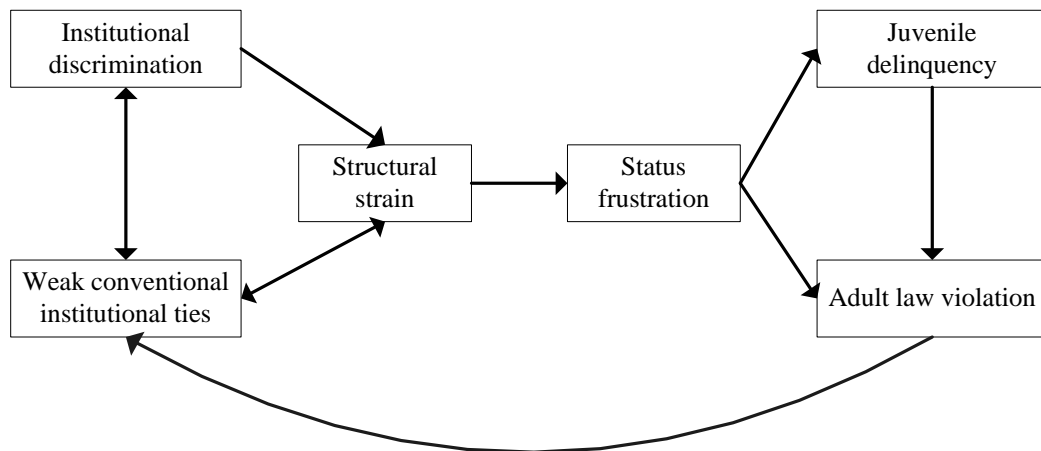 Institutional
discrimination
Juvenile
delinquency
Structural
strain
Status
frustration
Weak conventional
institutional ties
Adult law violation